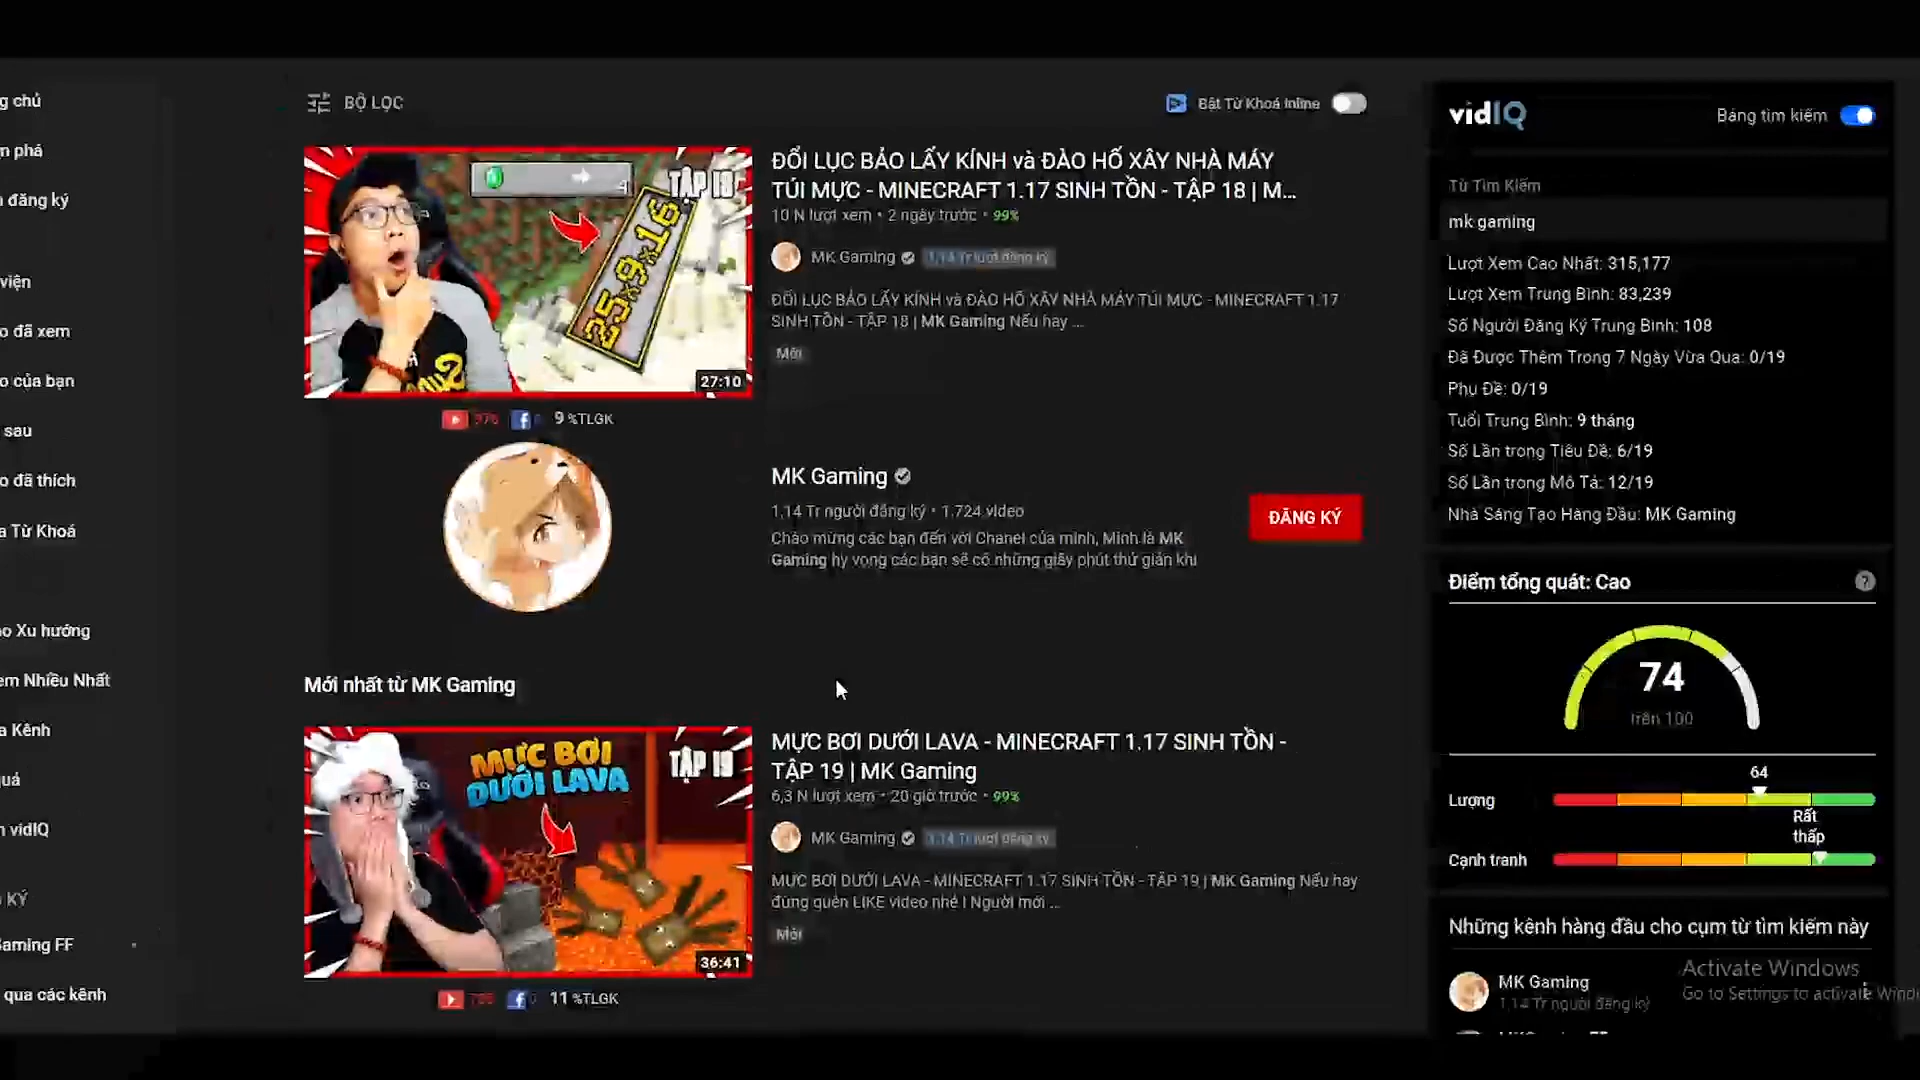 g chủ
n phá
đăng ký
viện
o đã xem
o của bạn
sau
o đã thích
a Từ Khoá
ao Xu hướng
em Nhiều Nhất
a Kênh
quả
n vidIQ
KÝ
Gaming FF
qua các kênh
BỘ LỌC
Bật Từ Khoá Inline
TẬP 18
25x9x16
27:10
9 %TLGK
ĐỔI LỤC BẢO LẤY KÍNH và ĐÀO HỐ XÂY NHÀ MÁY
TÚI MỰC - MINECRAFT 1.17 SINH TỒN - TẬP 18 | M...
10 N lượt xem • 2 ngày trước • 99%
MK Gaming
1,14 Tr lượt đăng ký
ĐỔI LỤC BẢO LẤY KÍNH và ĐÀO HỐ XÂY NHÀ MÁY TÚI MỰC - MINECRAFT 1.17
SINH TỒN - TẬP 18 | MK Gaming Nếu hay ...
Mới
MK Gaming
1,14 Tr người đăng ký • 1.724 video
Chào mừng các bạn đến với Chanel của mình, Mình là MK
Gaming hy vọng các bạn sẽ có những giây phút thư giản khi
ĐĂNG KÝ
Mới nhất từ MK Gaming
MỰC BƠI
DƯỚI LAVA
TẬP 19
36:41
11 %TLGK
MỰC BƠI DƯỚI LAVA - MINECRAFT 1.17 SINH TỒN -
TẬP 19 | MK Gaming
6,3 N lượt xem • 20 giờ trước • 99%
MK Gaming
1,14 Tr lượt đăng ký
MỰC BƠI DƯỚI LAVA - MINECRAFT 1.17 SINH TỒN - TẬP 19 | MK Gaming Nếu hay
đừng quên LIKE video nhé ! Người mới ...
Mới
vidIQ
Bảng tìm kiếm
Từ Tìm Kiếm
mk gaming
Lượt Xem Cao Nhất: 315,177
Lượt Xem Trung Bình: 83,239
Số Người Đăng Ký Trung Bình: 108
Đã Được Thêm Trong 7 Ngày Vừa Qua: 0/19
Phụ Đề: 0/19
Tuổi Trung Bình: 9 tháng
Số Lần trong Tiêu Đề: 6/19
Số Lần trong Mô Tả: 12/19
Nhà Sáng Tạo Hàng Đầu: MK Gaming
Điểm tổng quát: Cao
74
trên 100
64
Lượng
Rất
thấp
Cạnh tranh
Những kênh hàng đầu cho cụm từ tìm kiếm này
MK Gaming
1,14 Tr người đăng ký
Activate Windows
Go to Settings to activate Wind